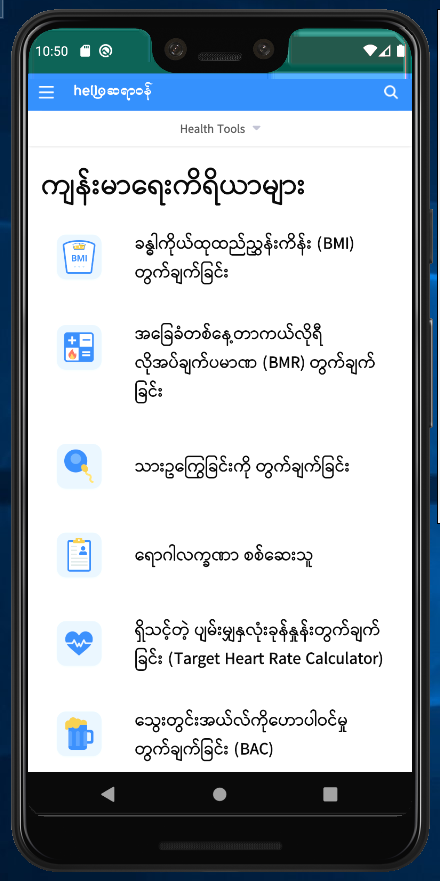 10:50
helloဆရာဝန်
Health Tools
ကျန်းမာရေးကိရိယာများ
BMI
ခန္ဓာကိုယ်ထုထည်ညွှန်းကိန်း (BMI)
တွက်ချက်ခြင်း
အခြေခံတစ်နေ့တာကယ်လိုရီ
လိုအပ်ချက်ပမာဏ (BMR) တွက်ချက်
ခြင်း
သားဥကြွေခြင်းကို တွက်ချက်ခြင်း
ရောဂါလက္ခဏာ စစ်ဆေးသူ
ရှိသင့်တဲ့ ပျမ်းမျှနှလုံးခုန်နှုန်းတွက်ချက်
ခြင်း (Target Heart Rate Calculator)
သွေးတွင်းအယ်လ်ကိုဟောပါဝင်မှု
တွက်ချက်ခြင်း (BAC)